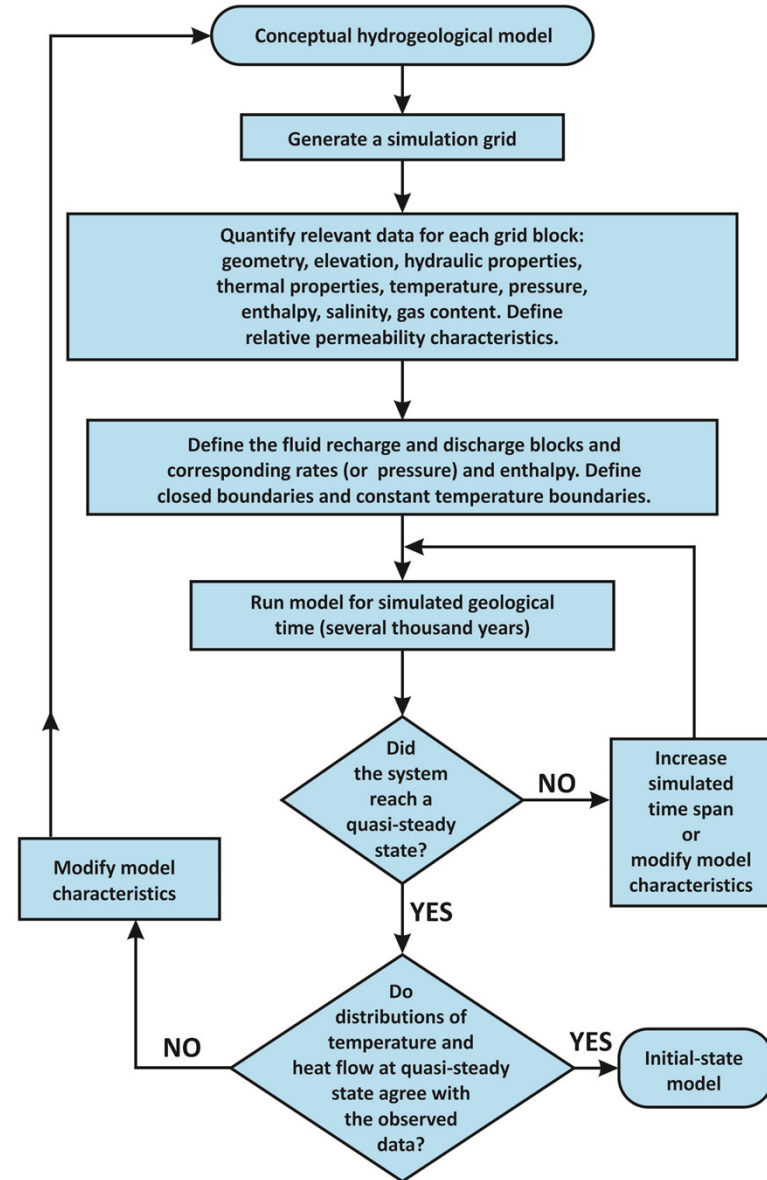 Conceptual hydrogeological model
Generate a simulation grid
Quantify relevant data for each grid block:
geometry, elevation, hydraulic properties,
thermal properties, temperature, pressure,
enthalpy, salinity, gas content. Define
relative permeability characteristics.
Define the fluid recharge and discharge blocks and
corresponding rates (or pressure) and enthalpy. Define
closed boundaries and constant temperature boundaries.
Run model for simulated geological
time (several thousand years)
Did
the system
reach a
quasi-steady
state?
NO
Increase
simulated
time span
or
modify model
characteristics
Modify model
characteristics
YES
Do
distributions of
temperature and
heat flow at quasi-steady
state agree with
the observed
data?
NO
YES
Initial-state
model